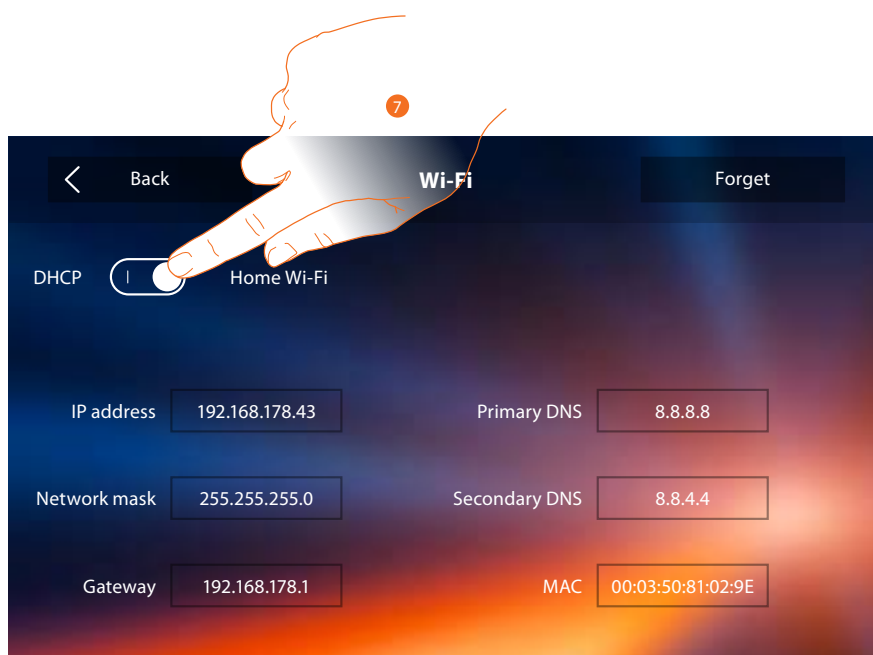 7
Back
Wi-Fi
Forget
DHCP
Home Wi-Fi
IP address 192.168.178.43
Primary DNS 8.8.8.8
Network mask 255.255.255.0
Secondary DNS 8.8.4.4
Gateway 192.168.178.1
MAC 00:03:50:81:02:9E